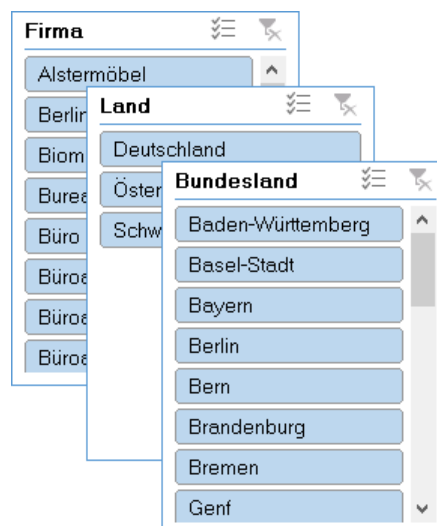 Firma
Alstermöbel
Berlin
Biom
Burea
Büro
Büroa
Büroa
Büroa
Land
Deutschland
Öster
Schw
Bundesland
Baden-Württemberg
Basel-Stadt
Bayern
Berlin
Bern
Brandenburg
Bremen
Genf